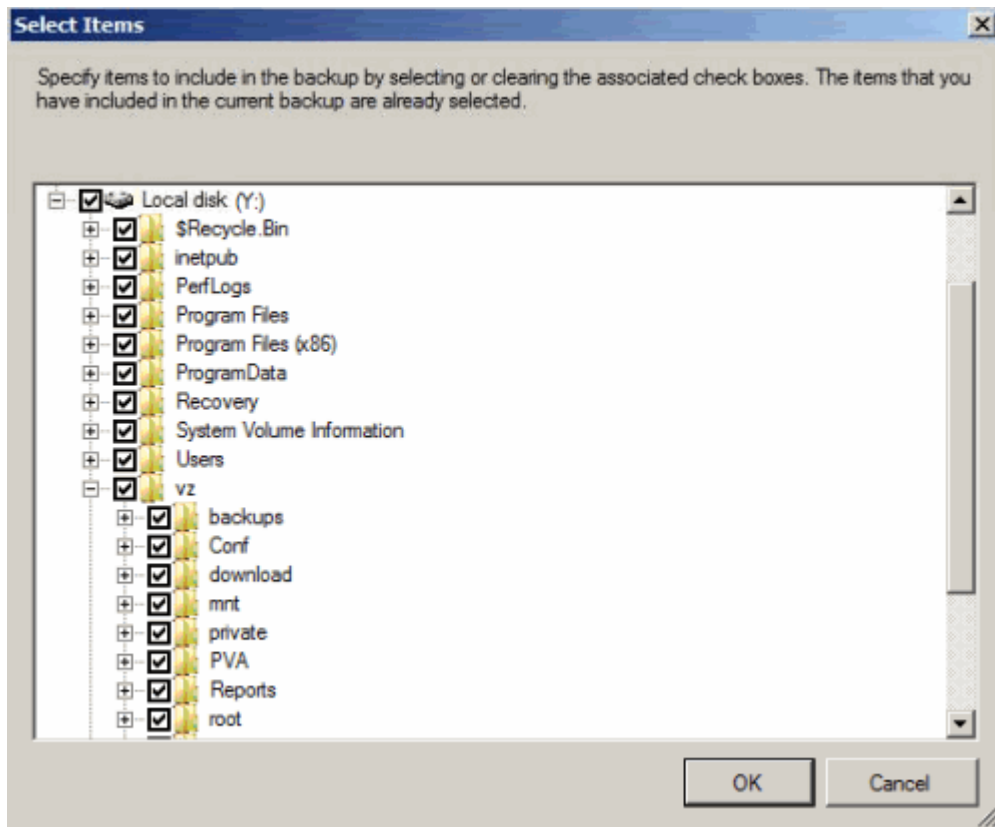 Select Items
Specify items to include in the backup by selecting or clearing the associated check boxes. The items that you
have included in the current backup are already selected.
Local disk (Y:)
$Recycle.Bin
inetpub
PerfLogs
Program Files
Program Files (x86)
ProgramData
Recovery
System Volume Information
Users
vz
backups
Conf
download
mnt
private
PVA
Reports
root
OK
Cancel